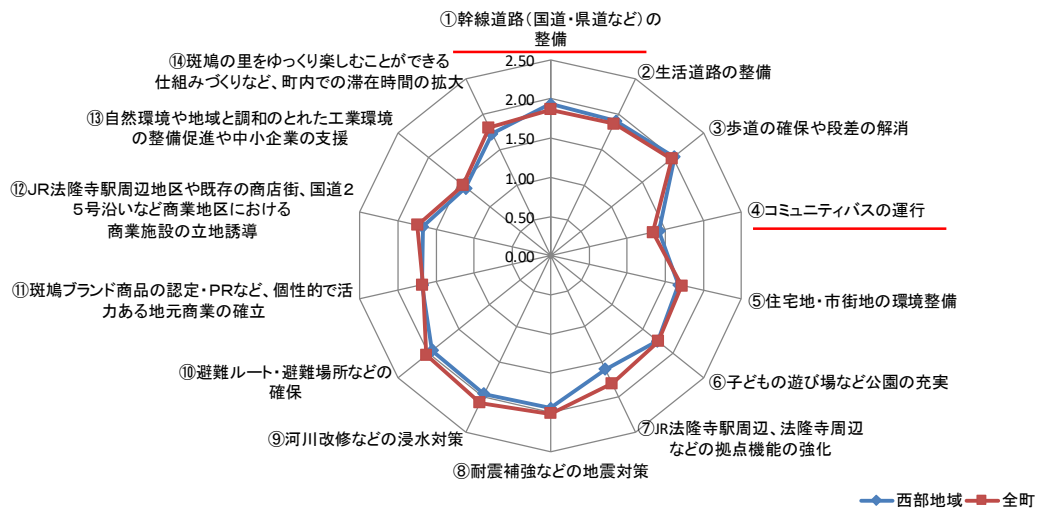 ①幹線道路(国道・県道など)の
整備
②生活道路の整備
③歩道の確保や段差の解消
④コミュニティバスの運行
⑤住宅地・市街地の環境整備
⑥子どもの遊び場など公園の充実
⑦JR法隆寺駅周辺、法隆寺周辺
などの拠点機能の強化
⑧耐震補強などの地震対策
⑨河川改修などの浸水対策
⑩避難ルート・避難場所などの
確保
⑪斑鳩ブランド商品の認定・PRなど、個性的で活
力ある地元商業の確立
⑫JR法隆寺駅周辺地区や既存の商店街、国道2
5号沿いなど商業地区における
商業施設の立地誘導
⑬自然環境や地域と調和のとれた工業環境
の整備促進や中小企業の支援
⑭斑鳩の里をゆっくり楽しむことができる
仕組みづくりなど、町内での滞在時間の拡大
2.50
2.00
1.50
1.00
0.50
0.00
西部地域
全町